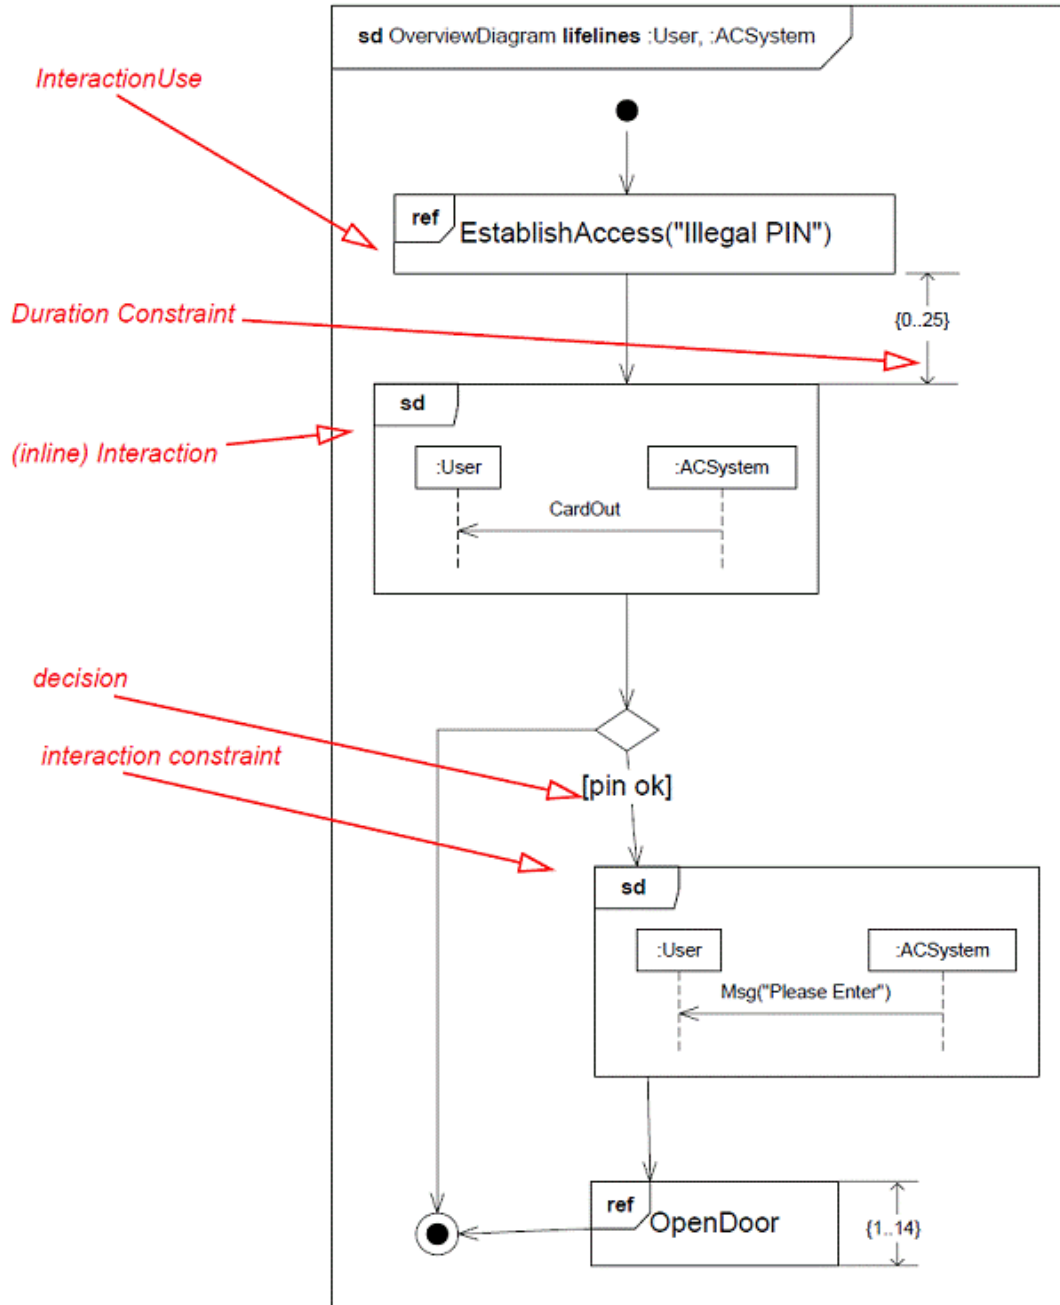 sd OverviewDiagram lifelines :User, :ACSystem
InteractionUse
ref
EstablishAccess("Illegal PIN")
Duration Constraint
{0..25}
sd
(inline) Interaction
:User
:ACSystem
CardOut
decision
interaction constraint
[pin ok]
sd
:User
:ACSystem
Msg("Please Enter")
ref
OpenDoor
{1..14}